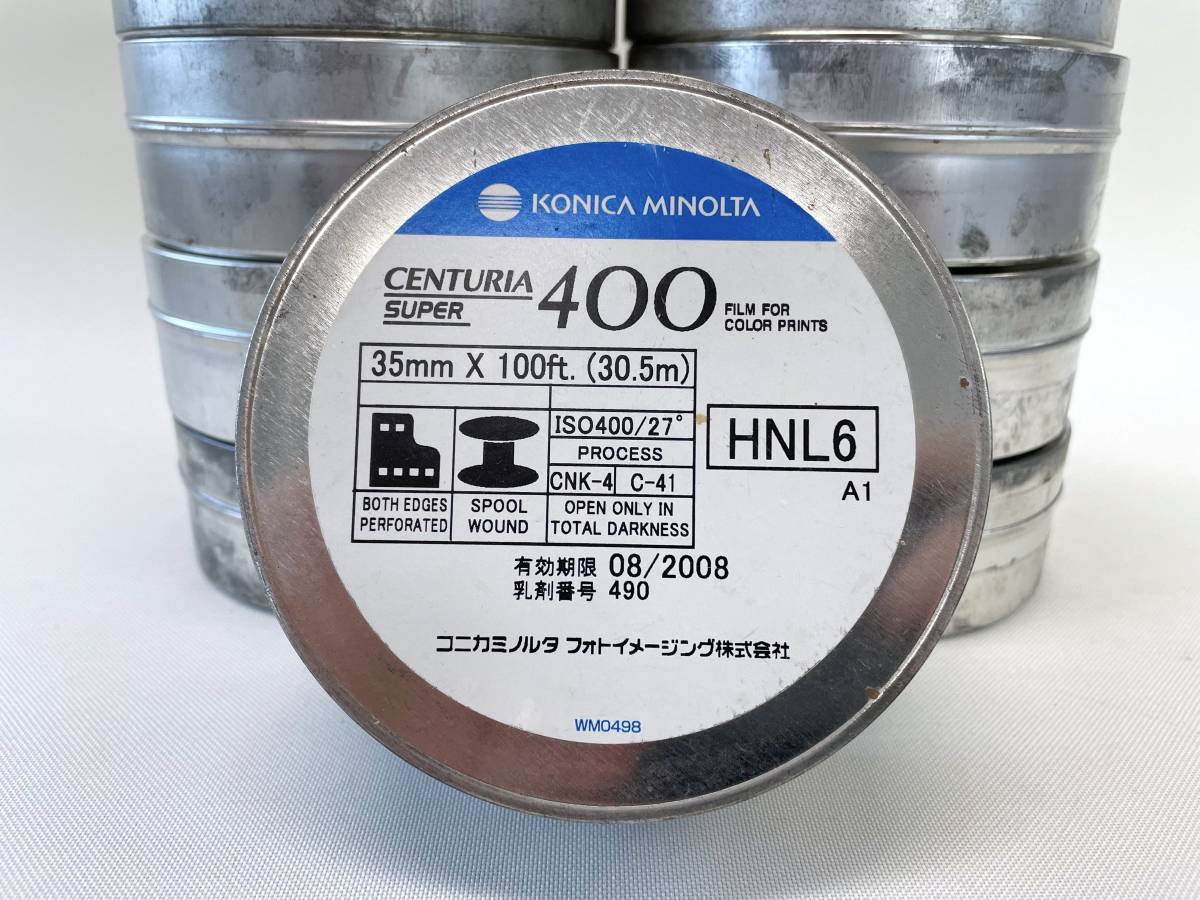 KONICA MINOLTA
CENTURIA
SUPER
400
FILM FOR
COLOR PRINTS
35mm X 100ft. (30.5m)
ISO400/27°
PROCESS
CNK-4 C-41
BOTH EDGES
PERFORATED
SPOOL
WOUND
OPEN ONLY IN
TOTAL DARKNESS
HNL6
A1
有効期限 08/2008
乳剤番号 490
コニカミノルタ フォトイメージング株式会社
WM0498